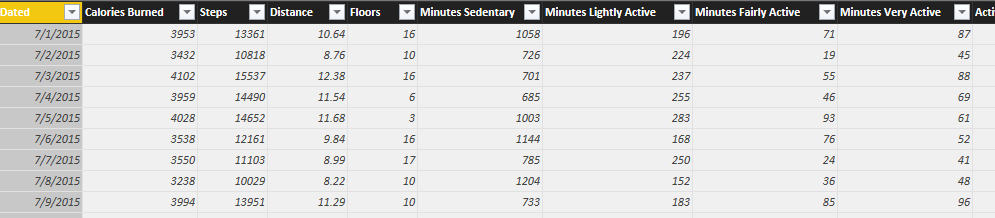 Dated Calories Burned Steps Distance Floors Minutes Sedentary Minutes Lightly Active Minutes Fairly Active Minutes Very Active Acti
7/1/2015 3953 13361 10.64 16 1058 196 71 87
7/2/2015 3432 10818 8.76 10 726 224 19 45
7/3/2015 4102 15537 12.38 16 701 237 55 88
7/4/2015 3959 14490 11.54 6 685 255 46 69
7/5/2015 4028 14652 11.68 3 1003 283 93 61
7/6/2015 3538 12161 9.84 16 1144 168 76 52
7/7/2015 3550 11103 8.99 17 785 250 24 41
7/8/2015 3238 10029 8.22 10 1204 152 36 48
7/9/2015 3994 13951 11.29 10 733 183 85 96